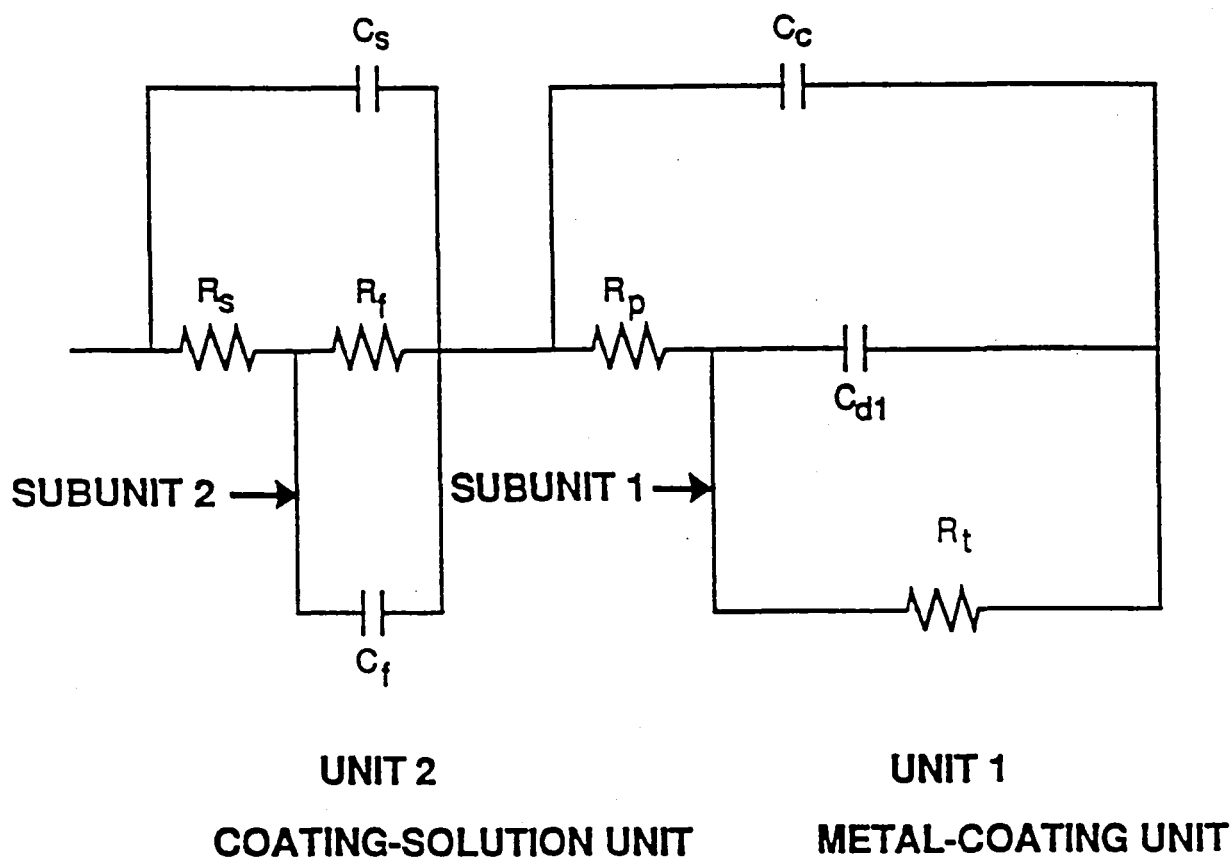 Cs
Cc
Rs
Rf
Rp
Cd1
SUBUNIT 2
SUBUNIT 1
Rt
Cf
UNIT 2
UNIT 1
COATING-SOLUTION UNIT
METAL-COATING UNIT